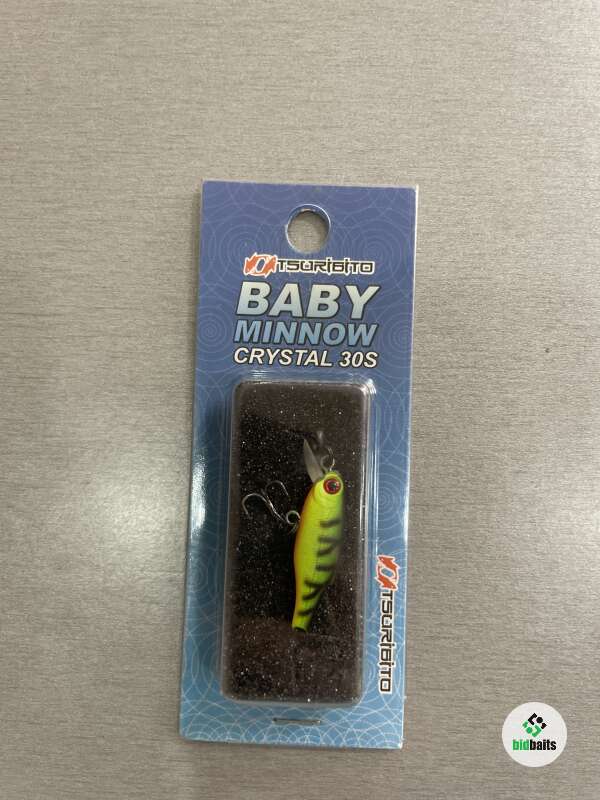 TSURIBITO
BABY
MINNOW
CRYSTAL 30S
TSURIBITO
bidbaits